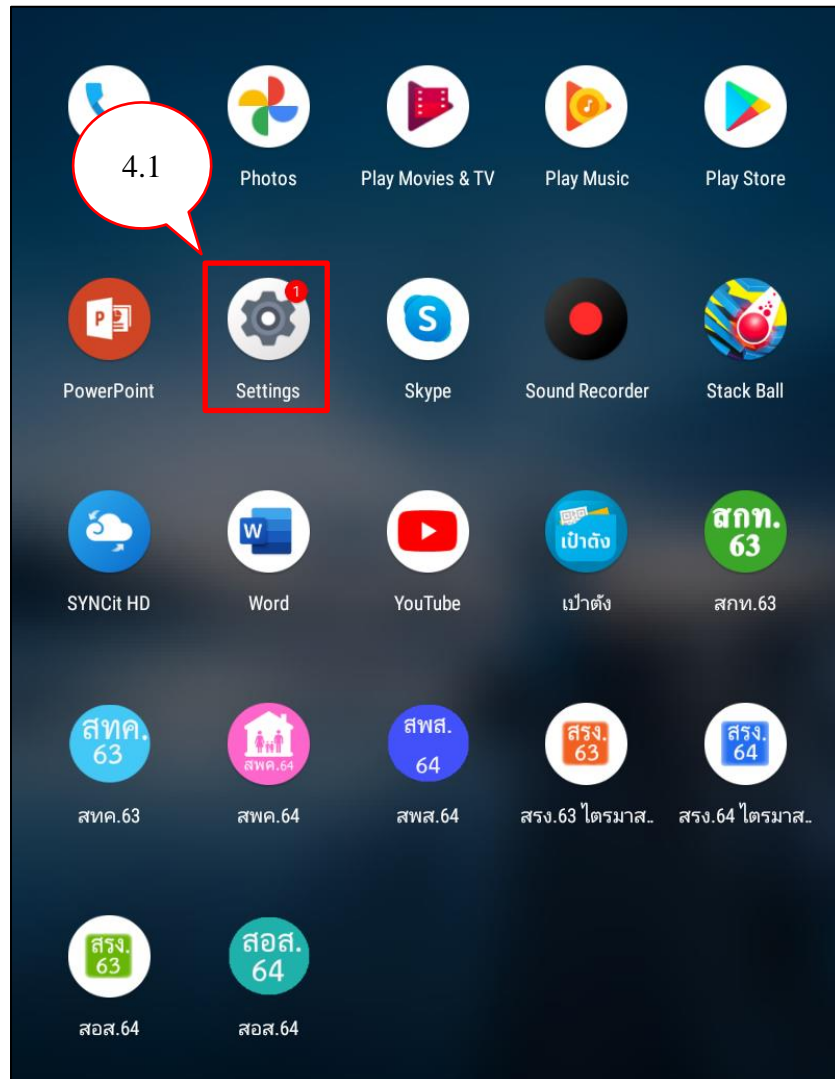 4.1
Photos
Play Movies & TV
Play Music
Play Store
1
P
S
PowerPoint
Settings
Skype
Sound Recorder
Stack Ball
W
เป๋าตัง
สกท.
63
SYNCit HD
Word
YouTube
เป๋าตัง
สกท.63
สทค.
63
สพค.64
สพส.
64
สรง.
63
สรง.
64
สทค.63
สพค.64
สพส.64
สรง.63 ไตรมาส..
สรง.64 ไตรมาส..
สรง.
63
สอส.
64
สอส.64
สอส.64